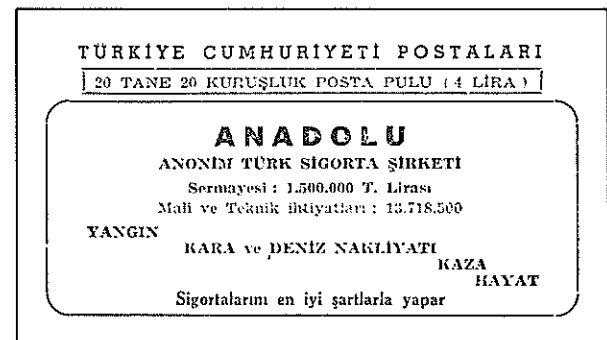 TÜRKİYE CUMHURİYETİ POSTALARI
20 TANE 20 KURUŞLUK POSTA PULU (4 LİRA)
ANADOLU
ANONİM TÜRK SİGORTA ŞİRKETİ
Sermayesi : 1.500.000 T. Lirası
Mali ve Teknik ihtiyatları : 13.718.500
YANGIN
KARA ve DENİZ NAKLİYATI
KAZA
HAYAT
Sigortalarını en iyi şartlarla yapar